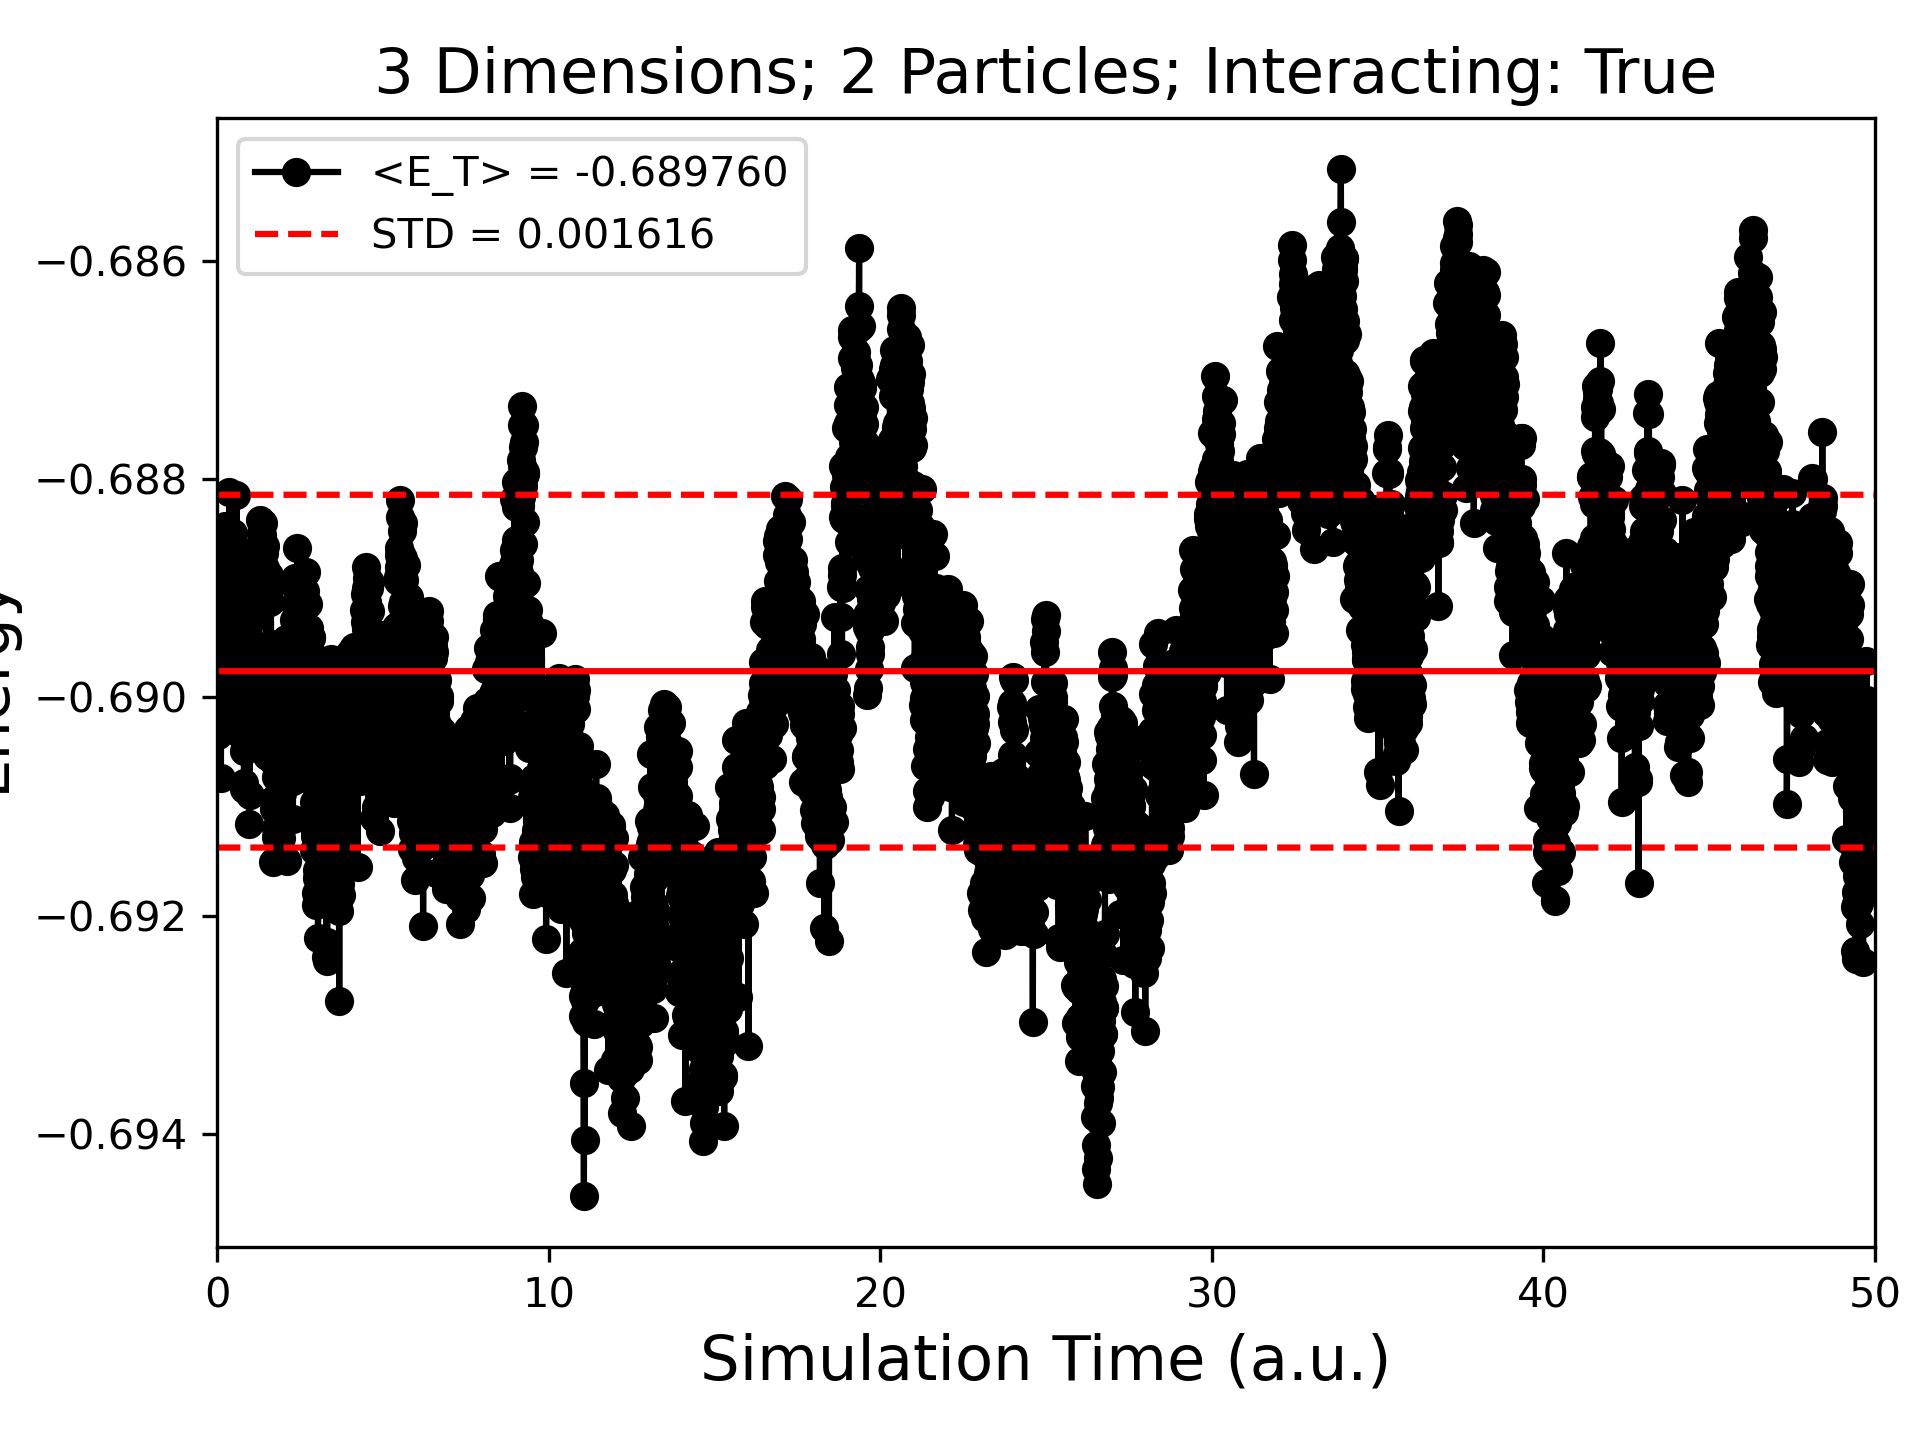 3 Dimensions; 2 Particles; Interacting: True
<E_T> = -0.689760
STD = 0.001616
Energy
−0.686
−0.688
−0.690
−0.692
−0.694
0 10 20 30 40 50
Simulation Time (a.u.)